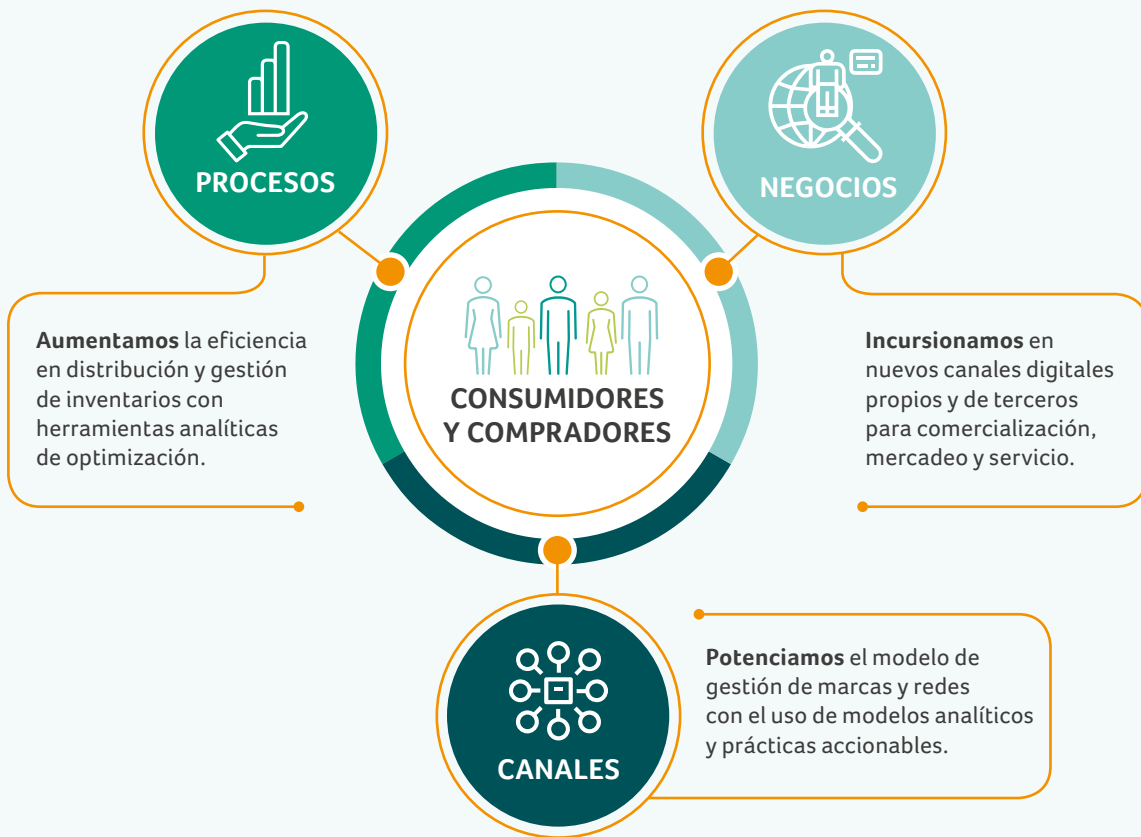 PROCESOS
Aumentamos la eficiencia
en distribución y gestión
de inventarios con
herramientas analíticas
de optimización.
NEGOCIOS
Incursionamos en
nuevos canales digitales
propios y de terceros
para comercialización,
mercadeo y servicio.
CONSUMIDORES
Y COMPRADORES
CANALES
Potenciamos el modelo de
gestión de marcas y redes
con el uso de modelos analíticos
y prácticas accionables.